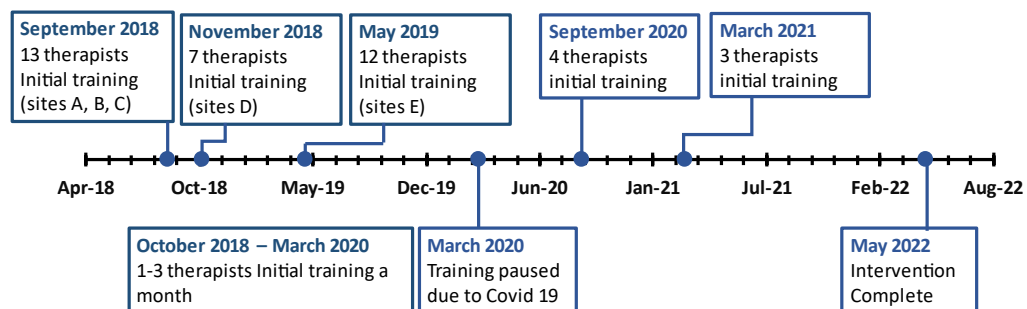 September 2018
13 therapists
Initial training
(sites A, B, C)
November 2018
7 therapists
Initial training
(sites D)
May 2019
12 therapists
Initial training
(sites E)
September 2020
4 therapists
initial training
March 2021
3 therapists
initial training
Apr-18
Oct-18
May-19
Dec-19
Jun-20
Jan-21
Jul-21
Feb-22
Aug-22
October 2018 – March 2020
1-3 therapists Initial training a
month
March 2020
Training paused
due to Covid 19
May 2022
Intervention
Complete